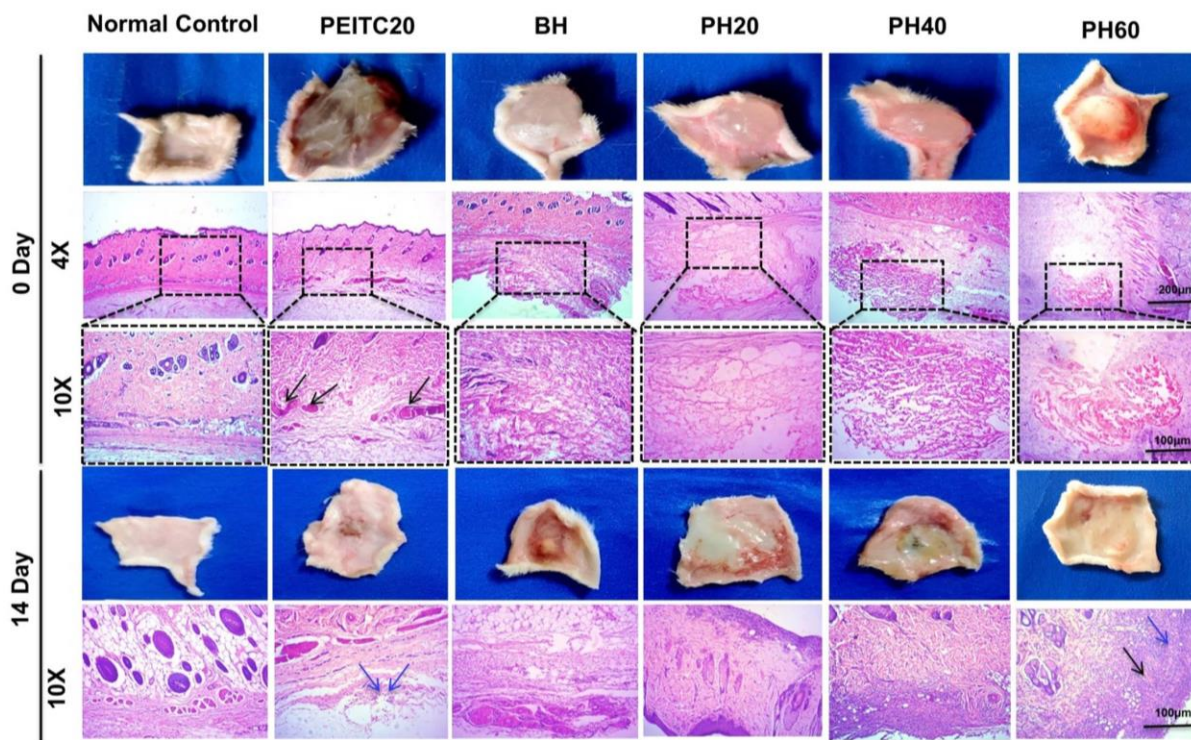 Normal Control PEITC20 BH PH20 PH40 PH60
0 Day
4X
200µm
10X
100µm
14 Day
10X
100µm